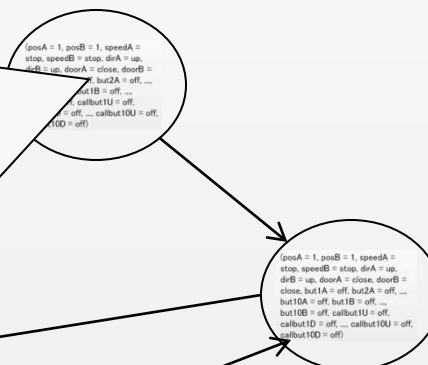 (posA = 1, posB = 1, speedA =
stop, speedB = stop, dirA = up,
dirB = up, doorA = close, doorB =
but2A = off, ...,
but1B = off, ...,
off, callbut1U = off,
= off, ..., callbut10U = off,
= off)
(posA = 1, posB = 1, speedA =
stop, speedB = stop, dirA = up,
dirB = up, doorA = close, doorB =
close, but1A = off, but2A = off, ...,
but10A = off, but1B = off, ...,
but10B = off, callbut1U = off,
callbut1D = off, ..., callbut10U = off,
callbut10D = off)